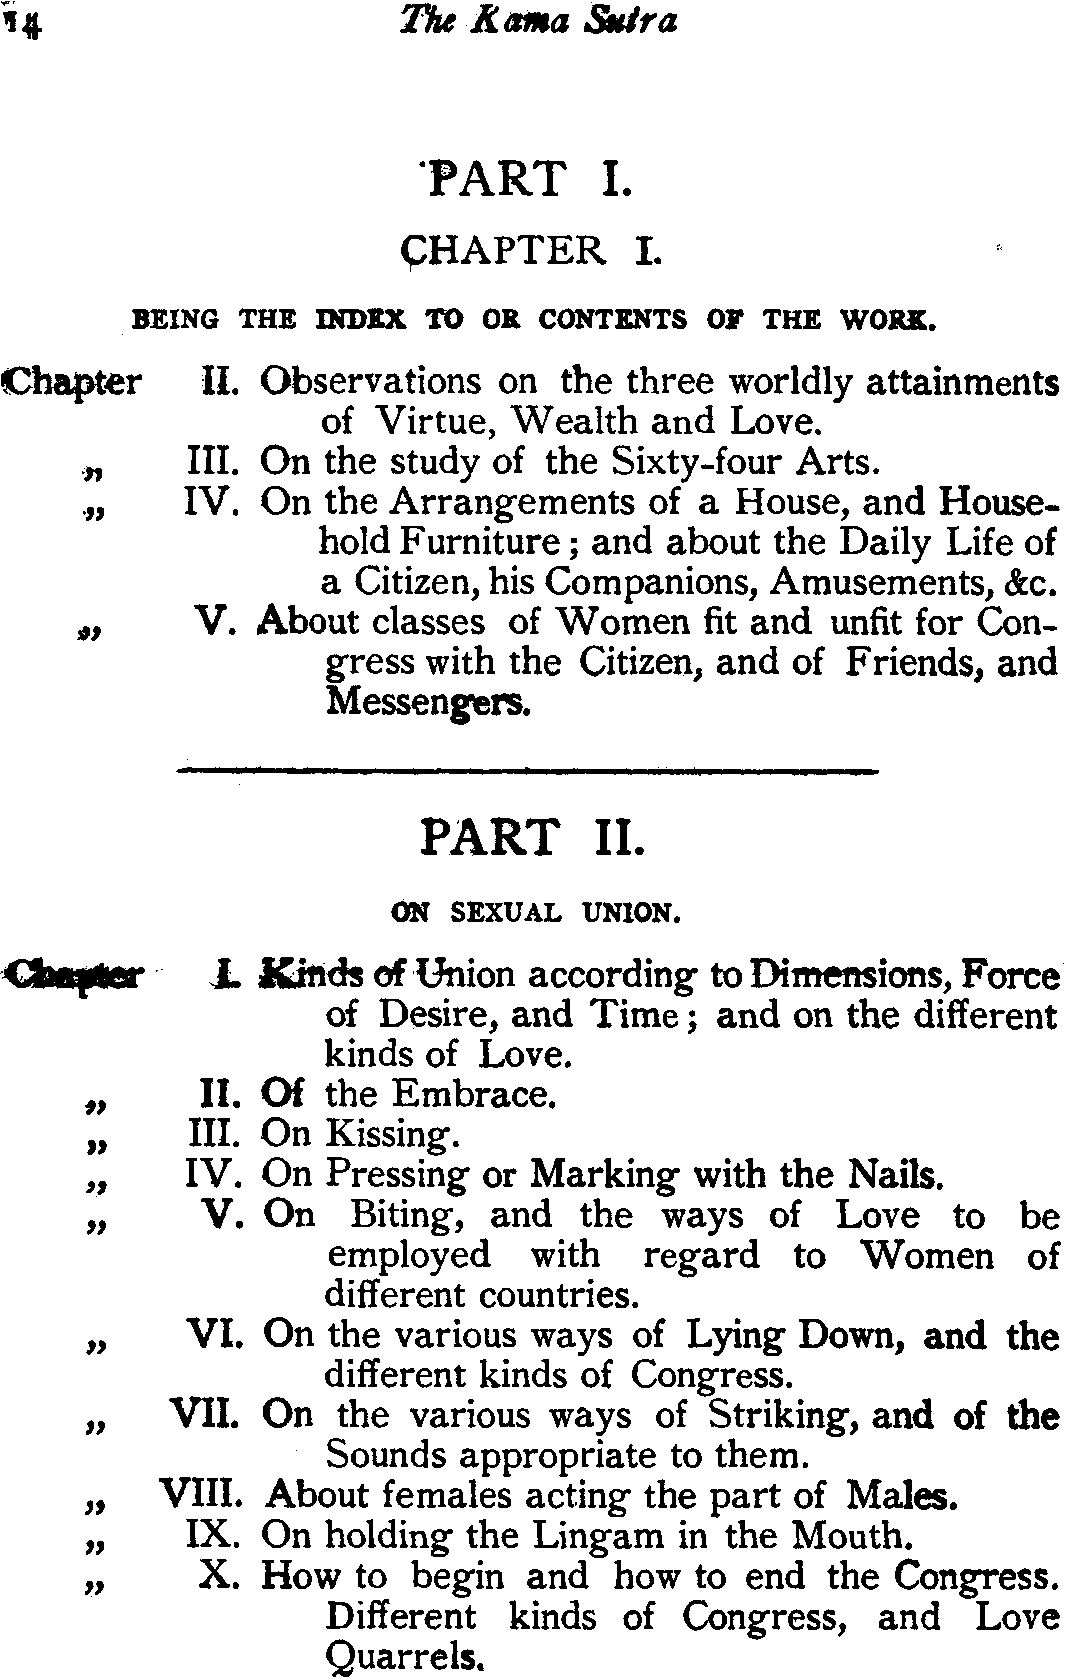 14 The Kama Sutra
PART I.
CHAPTER I.
BEING THE INDEX TO OR CONTENTS OF THE WORK.
Chapter II. Observations on the three worldly attainments
of Virtue, Wealth and Love.
„ III. On the study of the Sixty-four Arts.
„ IV. On the Arrangements of a House, and House-
hold Furniture; and about the Daily Life of
a Citizen, his Companions, Amusements, &c.
„ V. About classes of Women fit and unfit for Con-
gress with the Citizen, and of Friends, and
Messengers.
PART II.
ON SEXUAL UNION.
Chapter I. Kinds of Union according to Dimensions, Force
of Desire, and Time; and on the different
kinds of Love.
„ II. Of the Embrace.
„ III. On Kissing.
„ IV. On Pressing or Marking with the Nails.
„ V. On Biting, and the ways of Love to be
employed with regard to Women of
different countries.
„ VI. On the various ways of Lying Down, and the
different kinds of Congress.
„ VII. On the various ways of Striking, and of the
Sounds appropriate to them.
„ VIII. About females acting the part of Males.
„ IX. On holding the Lingam in the Mouth.
„ X. How to begin and how to end the Congress.
Different kinds of Congress, and Love
Quarrels.